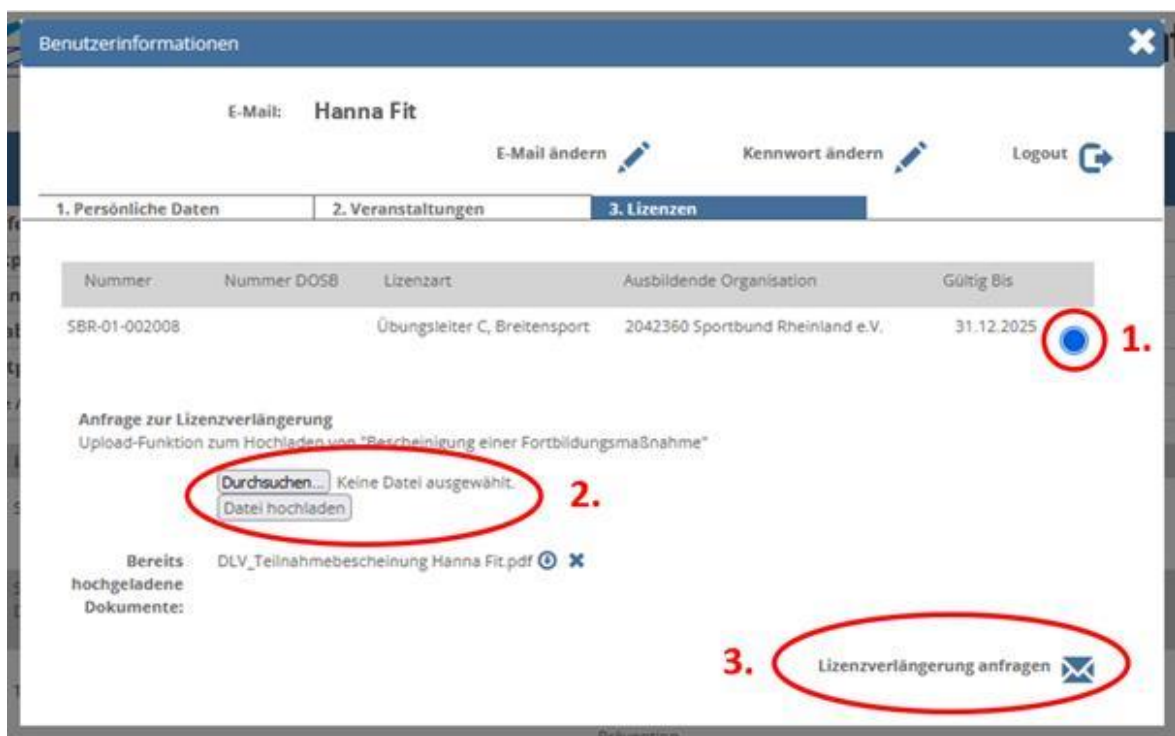 Benutzerinformationen
E-Mail: Hanna Fit
E-Mail ändern Kennwort ändern Logout
1. Persönliche Daten 2. Veranstaltungen 3. Lizenzen
Nummer Nummer DOSB Lizenzart Ausbildende Organisation Gültig Bis
SBR-01-002008 Übungsleiter C, Breitensport 2042360 Sportbund Rheinland e.V. 31.12.2025 1.
Anfrage zur Lizenzverlängerung
Upload-Funktion zum Hochladen von "Bescheinigung einer Fortbildungsmaßnahme"
Durchsuchen... Keine Datei ausgewählt. 2.
Datei hochladen
Bereits hochgeladene Dokumente: DLV_Teilnahmebescheinung Hanna Fit.pdf
3. Lizenzverlängerung anfragen